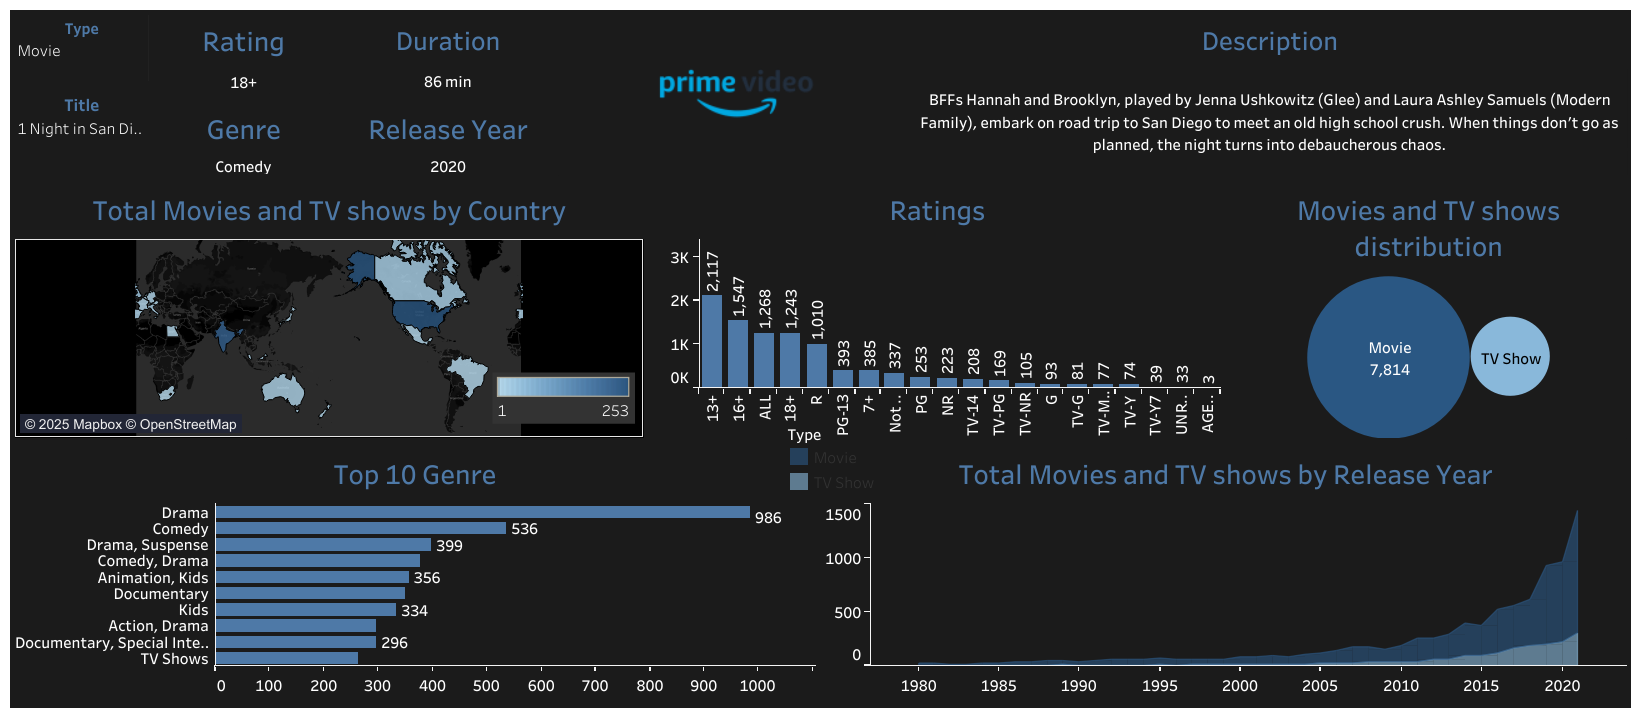 Type
Movie
Title
1 Night in San Di..
Rating
18+
Duration
86 min
Genre
Comedy
Release Year
2020
prime video
Description
BFFs Hannah and Brooklyn, played by Jenna Ushkowitz (Glee) and Laura Ashley Samuels (Modern
Family), embark on road trip to San Diego to meet an old high school crush. When things don’t go as
planned, the night turns into debaucherous chaos.
Total Movies and TV shows by Country
1 253
© 2025 Mapbox © OpenStreetMap
Ratings
3K
2K
1K
0K
2,117
1,547
1,268
1,243
1,010
393
385
337
253
223
208
169
105
93
81
77
74
39
33
3
13+
16+
ALL
18+
R
PG-13
7+
Not ..
PG
NR
TV-14
TV-PG
TV-NR
G
TV-G
TV-M..
TV-Y
TV-Y7
UNR..
AGE..
Movies and TV shows
distribution
Movie
7,814
TV Show
Type
Movie
TV Show
Top 10 Genre
Drama 986
Comedy 536
Drama, Suspense 399
Comedy, Drama
Animation, Kids 356
Documentary
Kids 334
Action, Drama
Documentary, Special Inte.. 296
TV Shows
0 100 200 300 400 500 600 700 800 900 1000
Total Movies and TV shows by Release Year
1500
1000
500
0
1980 1985 1990 1995 2000 2005 2010 2015 2020